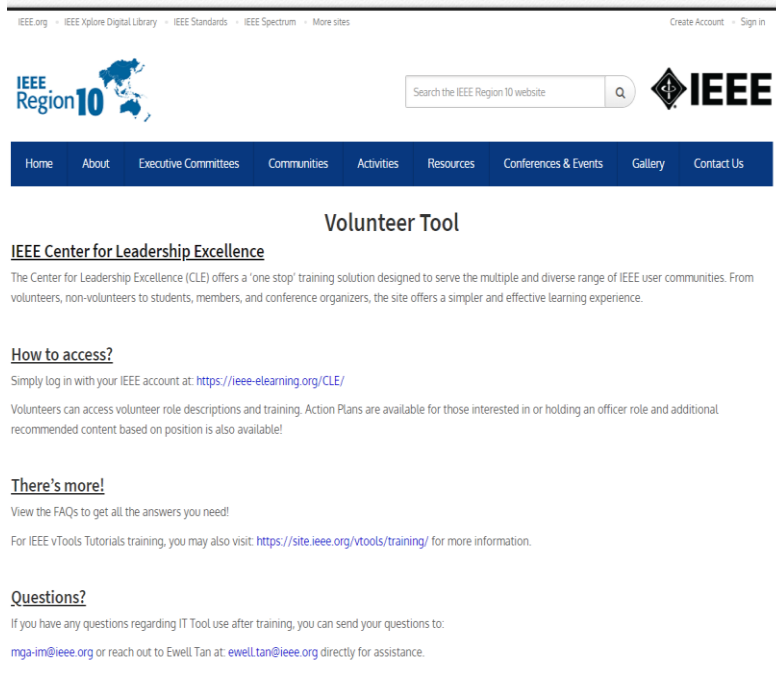 IEEE.org IEEE Xplore Digital Library IEEE Standards IEEE Spectrum More sites Create Account Sign in
IEEE
Region 10
Search the IEEE Region 10 website
IEEE
Home About Executive Committees Communities Activities Resources Conferences & Events Gallery Contact Us
Volunteer Tool
IEEE Center for Leadership Excellence
The Center for Leadership Excellence (CLE) offers a 'one stop' training solution designed to serve the multiple and diverse range of IEEE user communities. From
volunteers, non-volunteers to students, members, and conference organizers, the site offers a simpler and effective learning experience.
How to access?
Simply log in with your IEEE account at: https://ieee-elearning.org/CLE/
Volunteers can access volunteer role descriptions and training. Action Plans are available for those interested in or holding an officer role and additional
recommended content based on position is also available!
There's more!
View the FAQs to get all the answers you need!
For IEEE vTools Tutorials training, you may also visit: https://site.ieee.org/vtools/training/ for more information.
Questions?
If you have any questions regarding IT Tool use after training, you can send your questions to:
mga-im@ieee.org or reach out to Ewell Tan at: ewell.tan@ieee.org directly for assistance.